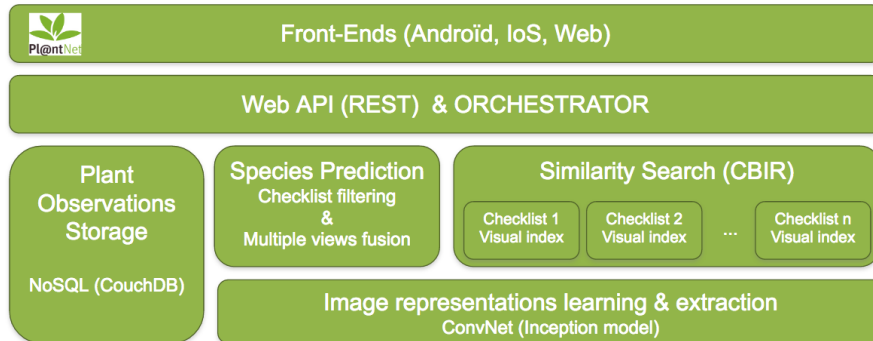 Pl@ntNet
Front-Ends (Androïd, IoS, Web)
Web API (REST) & ORCHESTRATOR
Plant
Observations
Storage
NoSQL (CouchDB)
Species Prediction
Checklist filtering
&
Multiple views fusion
Similarity Search (CBIR)
Checklist 1
Visual index
Checklist 2
Visual index
...
Checklist n
Visual index
Image representations learning & extraction
ConvNet (Inception model)